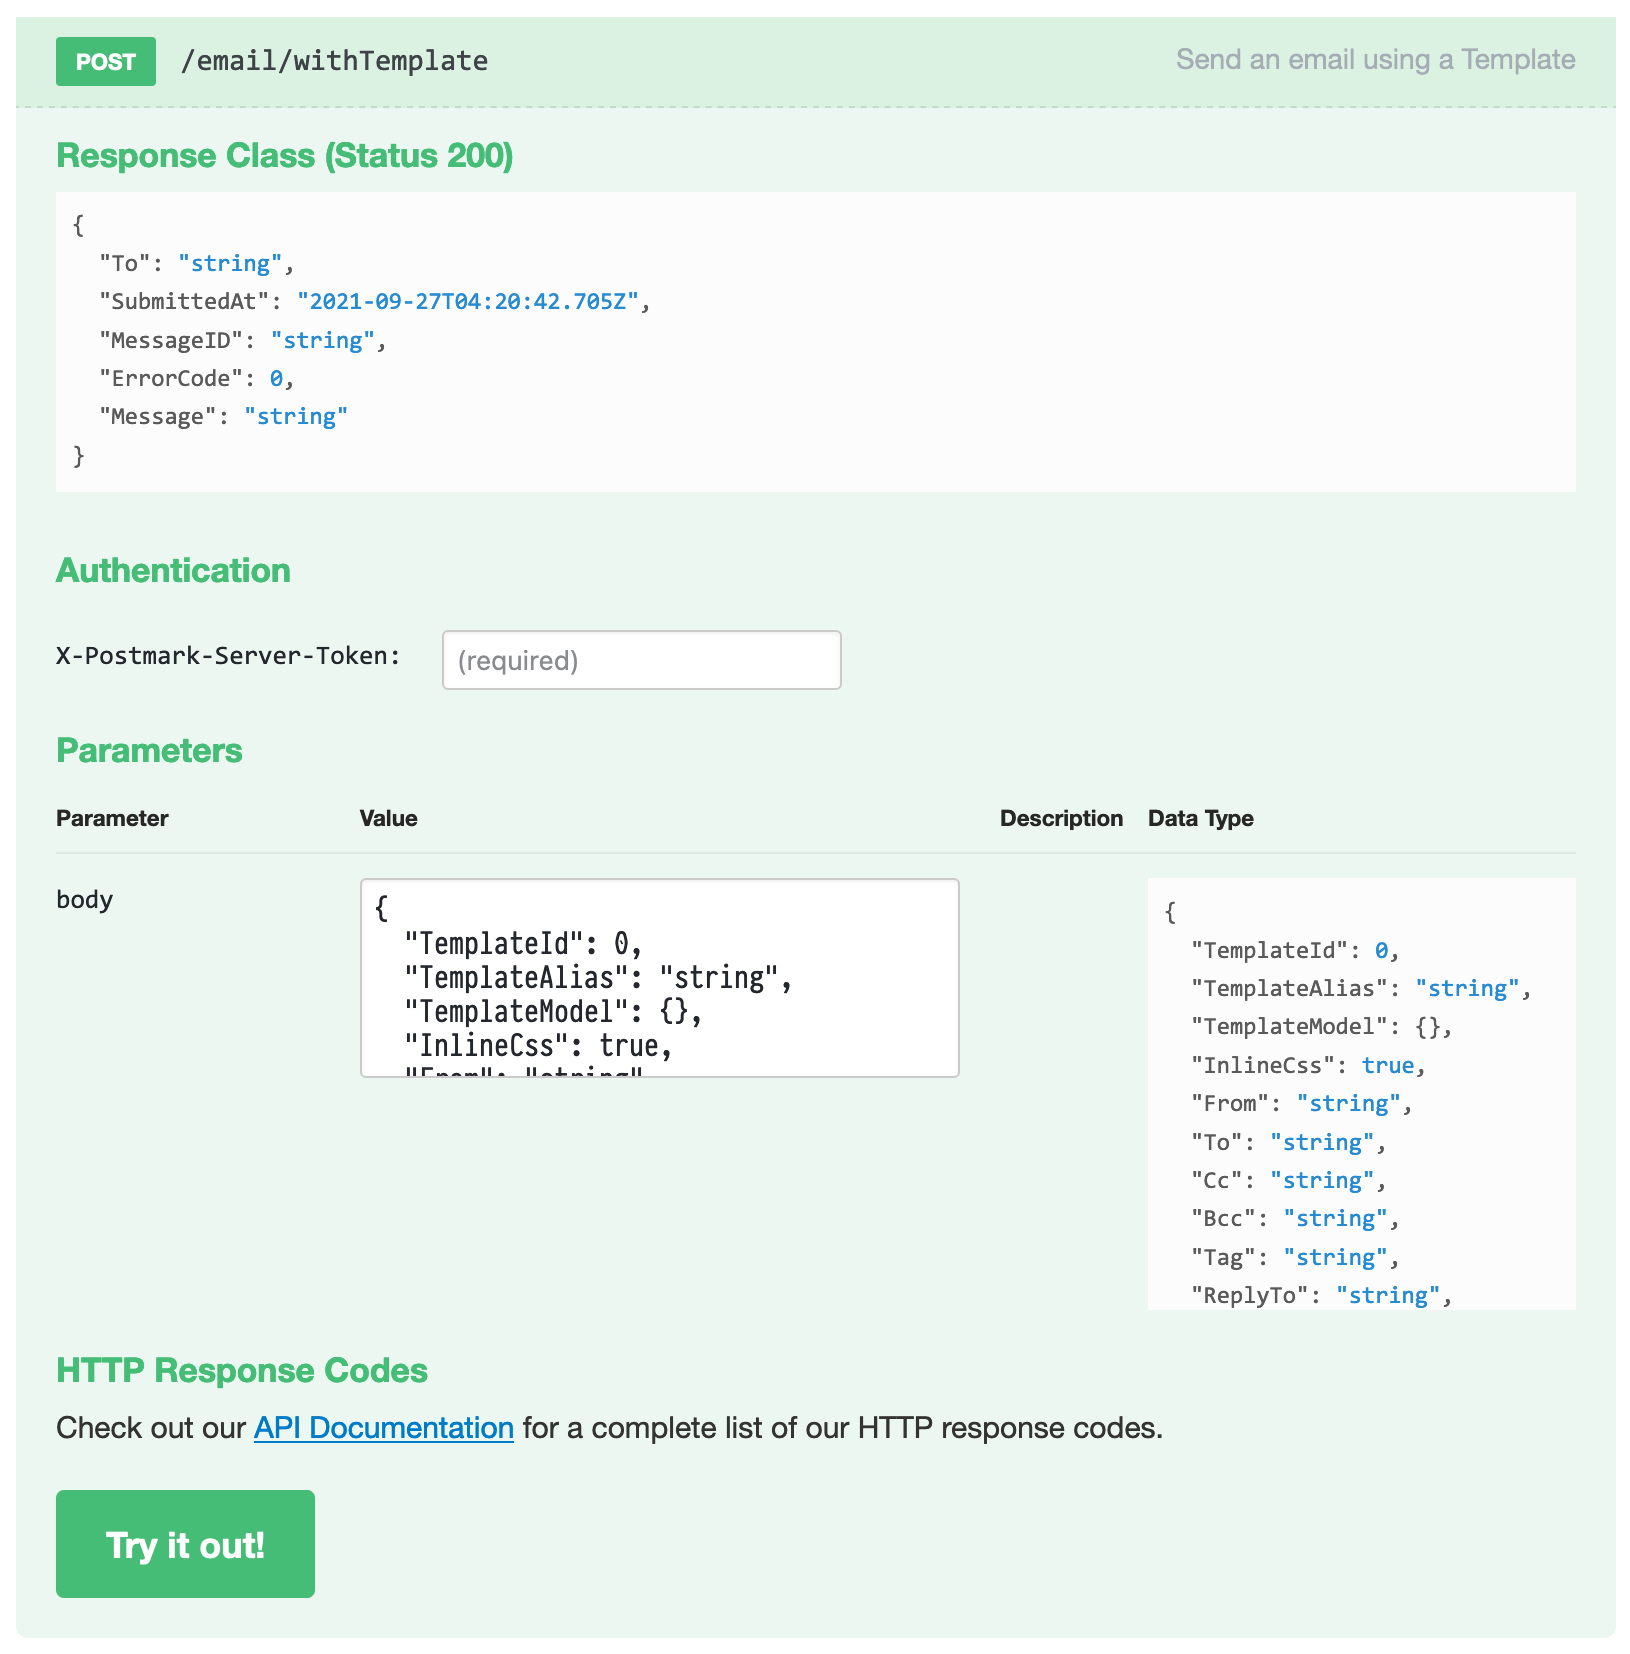 POST /email/withTemplate Send an email using a Template
Response Class (Status 200)
{
"To": "string",
"SubmittedAt": "2021-09-27T04:20:42.705Z",
"MessageID": "string",
"ErrorCode": 0,
"Message": "string"
}
Authentication
X-Postmark-Server-Token: (required)
Parameters
Parameter Value Description Data Type
body
{
"TemplateId": 0,
"TemplateAlias": "string",
"TemplateModel": {},
"InlineCss": true,
"From": "string"
{
"TemplateId": 0,
"TemplateAlias": "string",
"TemplateModel": {},
"InlineCss": true,
"From": "string",
"To": "string",
"Cc": "string",
"Bcc": "string",
"Tag": "string",
"ReplyTo": "string",
HTTP Response Codes
Check out our API Documentation for a complete list of our HTTP response codes.
Try it out!